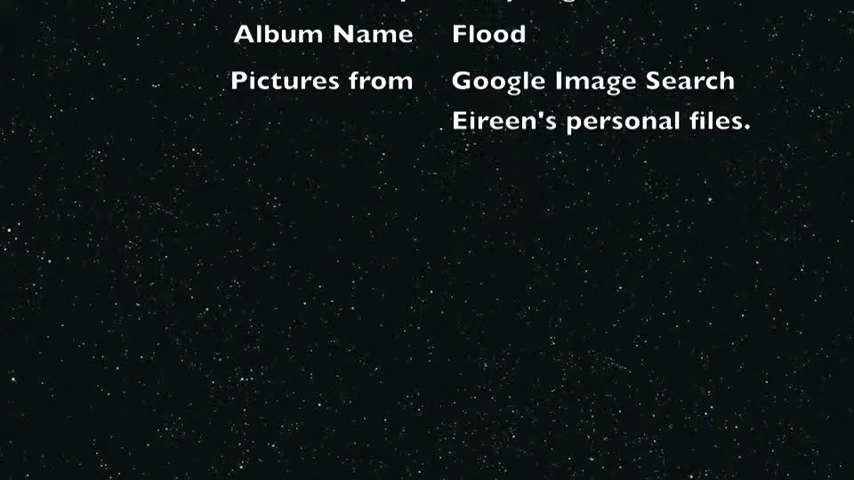 Album Name Flood
Pictures from Google Image Search
Eireen's personal files.